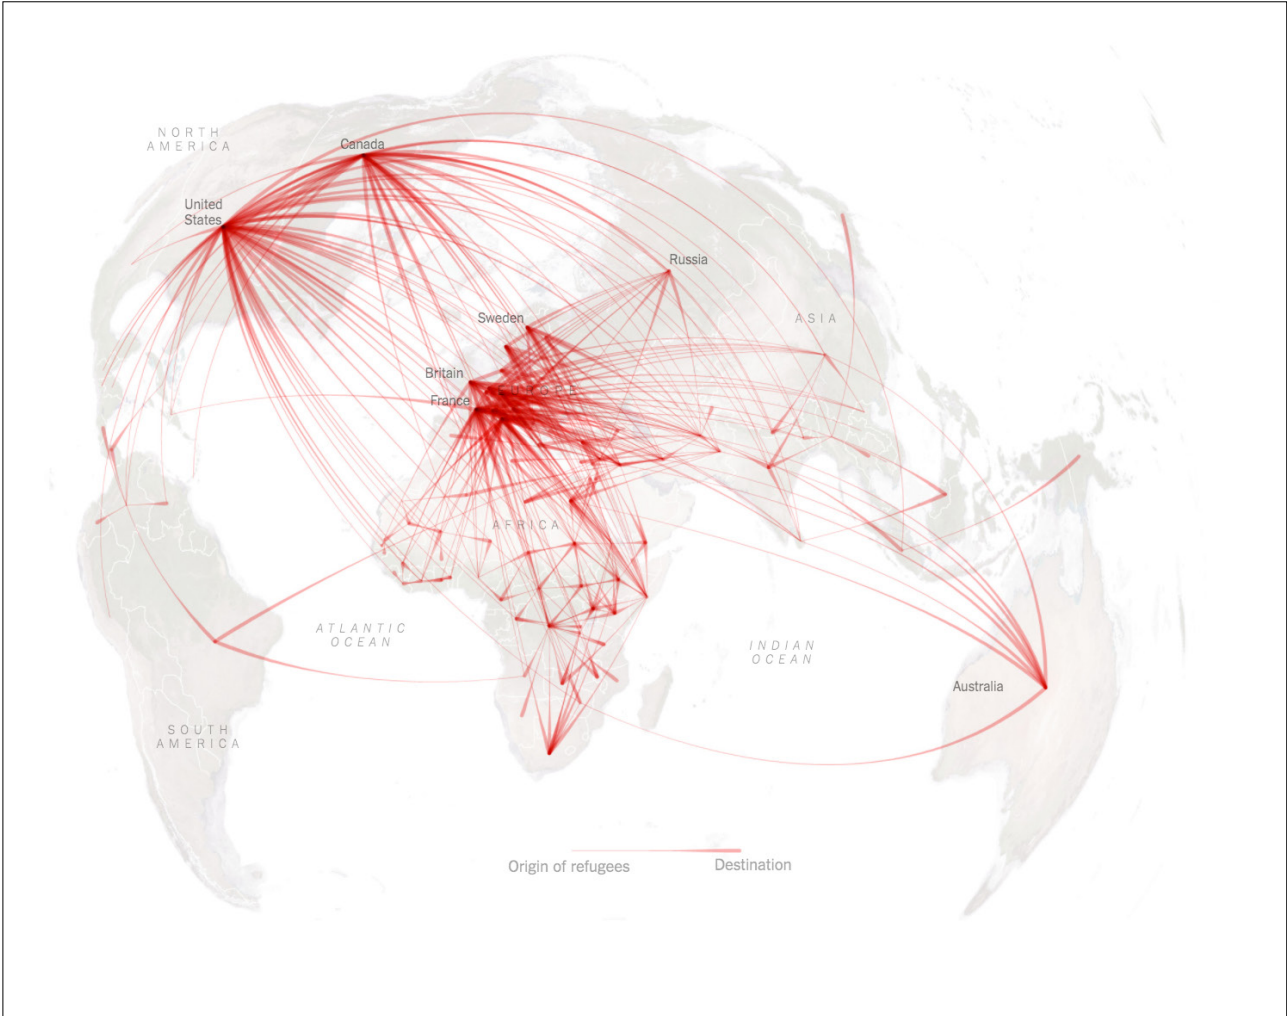 NORTH
AMERICA
Canada
United
States
Russia
Sweden
ASIA
Britain
EUROPE
France
AFRICA
ATLANTIC
OCEAN
INDIAN
OCEAN
Australia
SOUTH
AMERICA
Origin of refugees
Destination